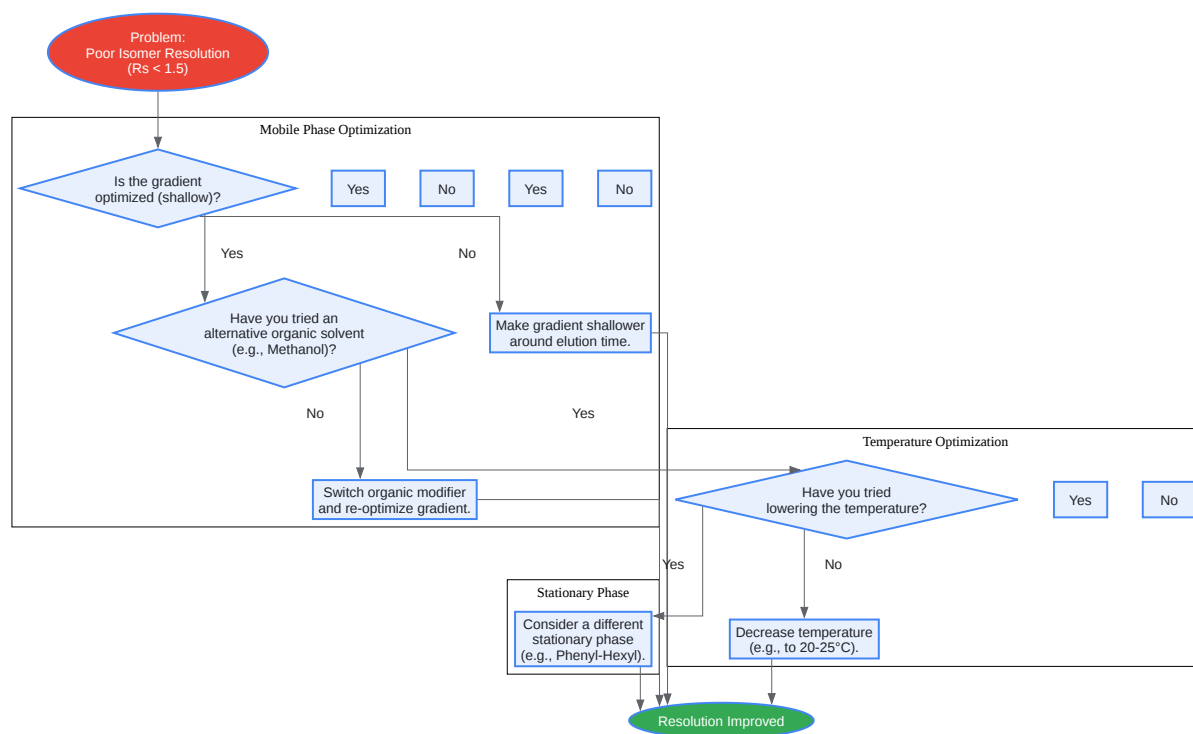 Problem:
Poor Isomer Resolution
(Rs < 1.5)
Mobile Phase Optimization
Is the gradient
optimized (shallow)?
Yes
No
Yes
No
Yes
No
Have you tried an
alternative organic solvent
(e.g., Methanol)?
Make gradient shallower
around elution time.
No
Yes
Switch organic modifier
and re-optimize gradient.
Temperature Optimization
Have you tried
lowering the temperature?
Yes
No
Yes
No
Stationary Phase
Consider a different
stationary phase
(e.g., Phenyl-Hexyl).
Decrease temperature
(e.g., to 20-25°C).
Resolution Improved